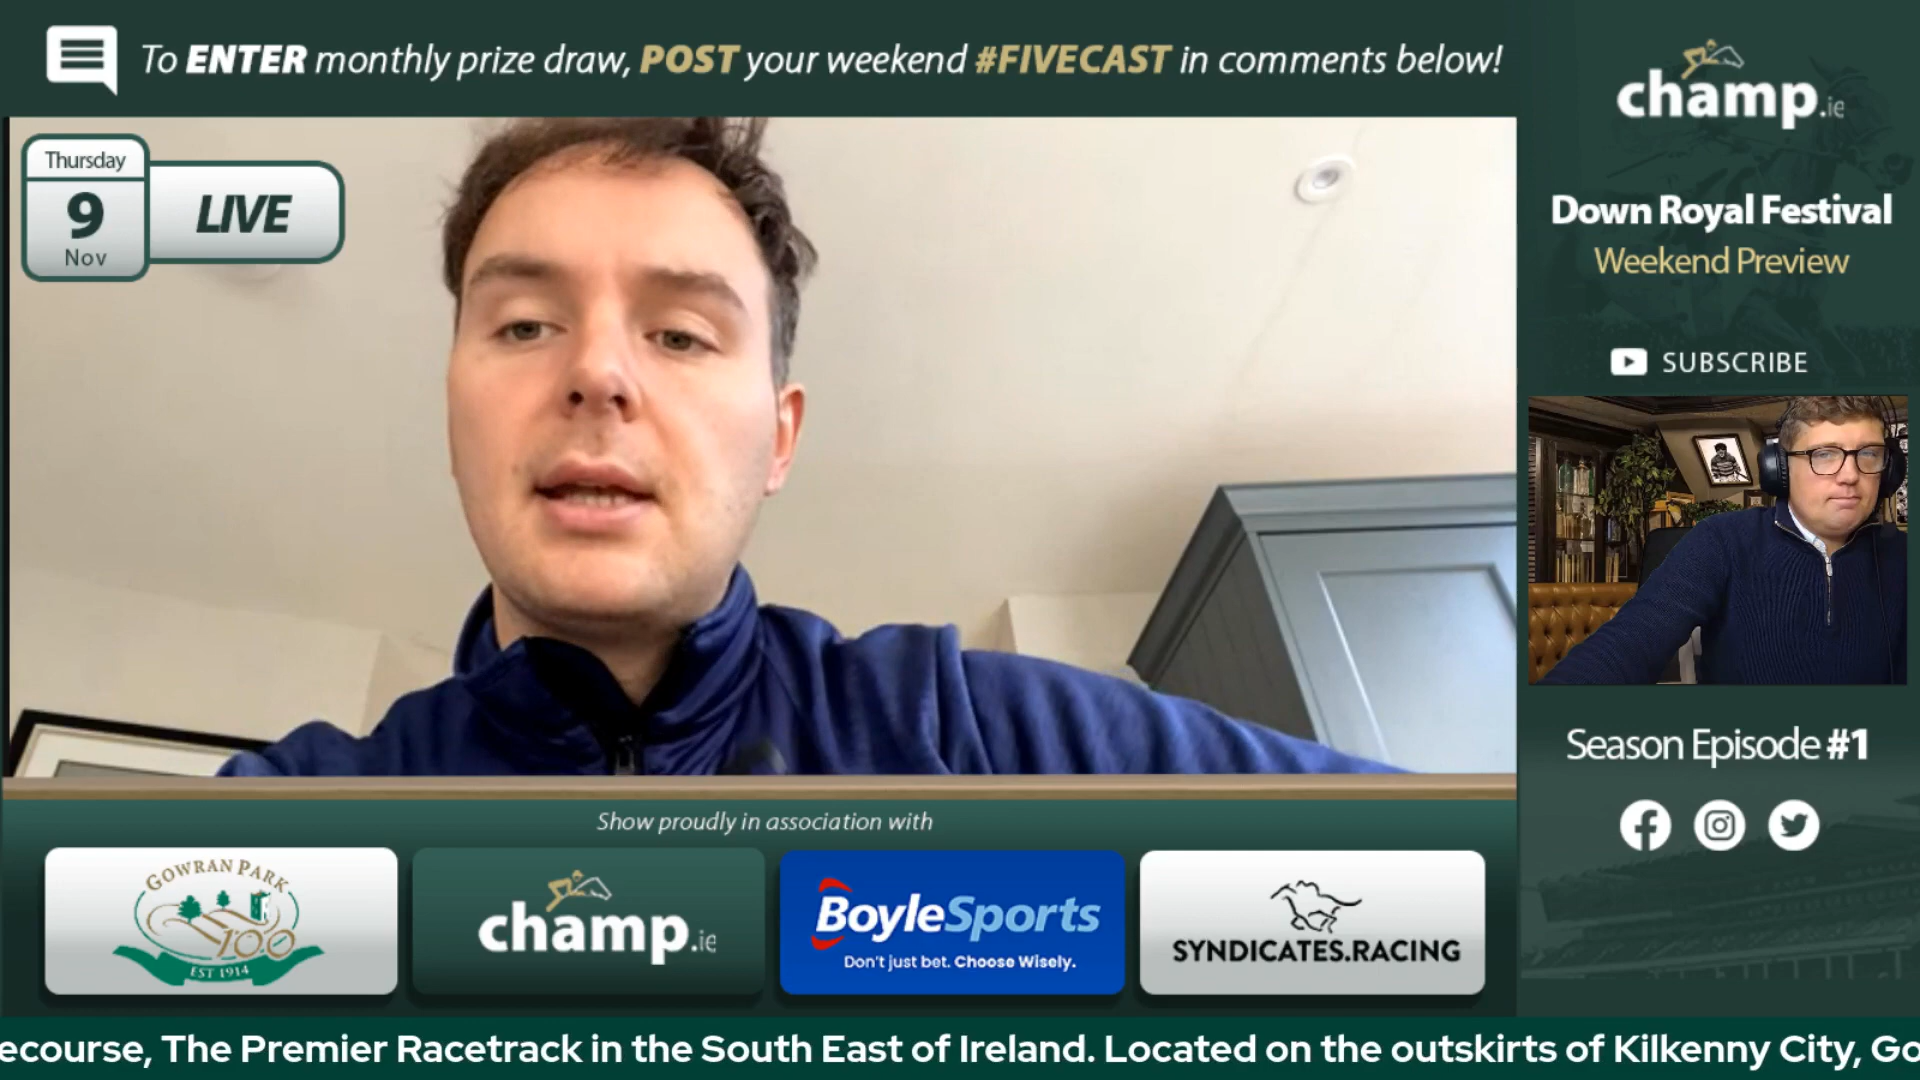 To ENTER monthly prize draw, POST your weekend #FIVECAST in comments below!
champ.ie
Thursday
9
Nov
LIVE
Down Royal Festival
Weekend Preview
SUBSCRIBE
Season Episode #1
Show proudly in association with
GOWRAN PARK
100
EST 1914
champ.ie
BoyleSports
Don't just bet. Choose Wisely.
SYNDICATES.RACING
ecourse, The Premier Racetrack in the South East of Ireland. Located on the outskirts of Kilkenny City, Go